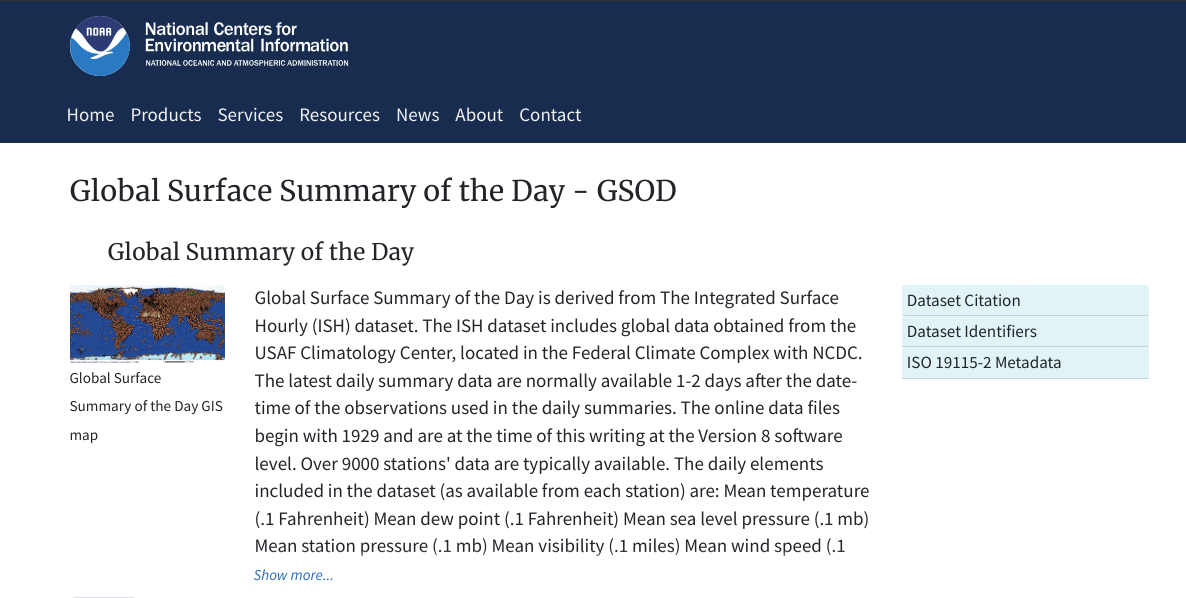 NOAA
National Centers for
Environmental Information
NATIONAL OCEANIC AND ATMOSPHERIC ADMINISTRATION
Home Products Services Resources News About Contact
Global Surface Summary of the Day - GSOD
Global Summary of the Day
Global Surface
Summary of the Day GIS
map
Global Surface Summary of the Day is derived from The Integrated Surface
Hourly (ISH) dataset. The ISH dataset includes global data obtained from the
USAF Climatology Center, located in the Federal Climate Complex with NCDC.
The latest daily summary data are normally available 1-2 days after the date-
time of the observations used in the daily summaries. The online data files
begin with 1929 and are at the time of this writing at the Version 8 software
level. Over 9000 stations' data are typically available. The daily elements
included in the dataset (as available from each station) are: Mean temperature
(.1 Fahrenheit) Mean dew point (.1 Fahrenheit) Mean sea level pressure (.1 mb)
Mean station pressure (.1 mb) Mean visibility (.1 miles) Mean wind speed (.1
Show more...
Dataset Citation
Dataset Identifiers
ISO 19115-2 Metadata